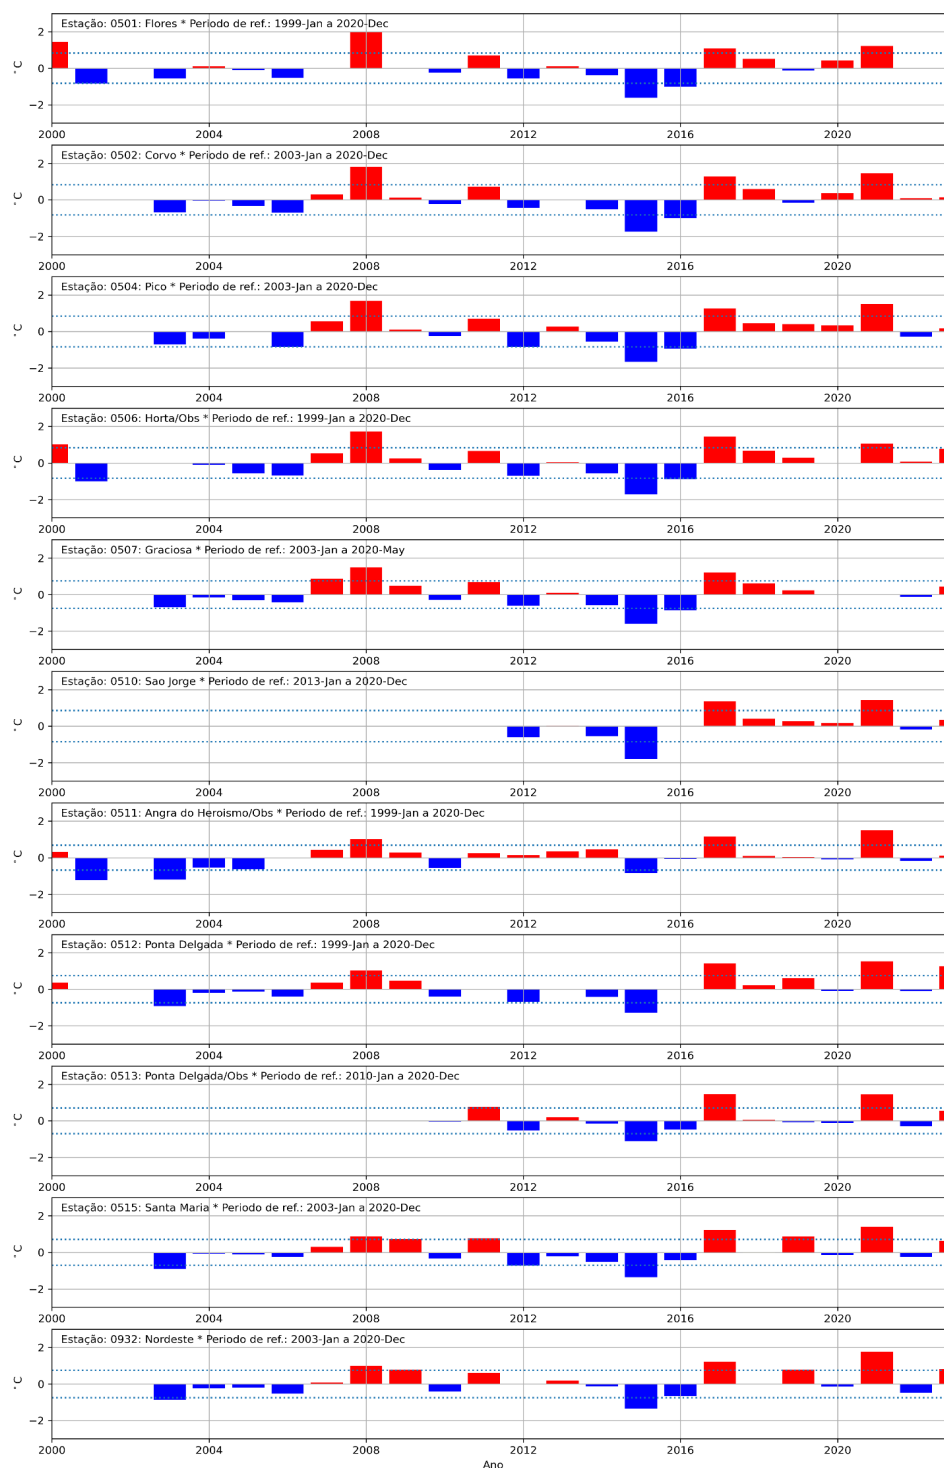 Estação: 0501: Flores * Periodo de ref.: 1999-Jan a 2020-Dec
2
0
−2
° C
2000 2004 2008 2012 2016 2020
Estação: 0502: Corvo * Periodo de ref.: 2003-Jan a 2020-Dec
2
0
−2
° C
2000 2004 2008 2012 2016 2020
Estação: 0504: Pico * Periodo de ref.: 2003-Jan a 2020-Dec
2
0
−2
° C
2000 2004 2008 2012 2016 2020
Estação: 0506: Horta/Obs * Periodo de ref.: 1999-Jan a 2020-Dec
2
0
−2
° C
2000 2004 2008 2012 2016 2020
Estação: 0507: Graciosa * Periodo de ref.: 2003-Jan a 2020-May
2
0
−2
° C
2000 2004 2008 2012 2016 2020
Estação: 0510: Sao Jorge * Periodo de ref.: 2013-Jan a 2020-Dec
2
0
−2
° C
2000 2004 2008 2012 2016 2020
Estação: 0511: Angra do Heroismo/Obs * Periodo de ref.: 1999-Jan a 2020-Dec
2
0
−2
° C
2000 2004 2008 2012 2016 2020
Estação: 0512: Ponta Delgada * Periodo de ref.: 1999-Jan a 2020-Dec
2
0
−2
° C
2000 2004 2008 2012 2016 2020
Estação: 0513: Ponta Delgada/Obs * Periodo de ref.: 2010-Jan a 2020-Dec
2
0
−2
° C
2000 2004 2008 2012 2016 2020
Estação: 0515: Santa Maria * Periodo de ref.: 2003-Jan a 2020-Dec
2
0
−2
° C
2000 2004 2008 2012 2016 2020
Estação: 0932: Nordeste * Periodo de ref.: 2003-Jan a 2020-Dec
2
0
−2
° C
2000 2004 2008 2012 2016 2020
Ano